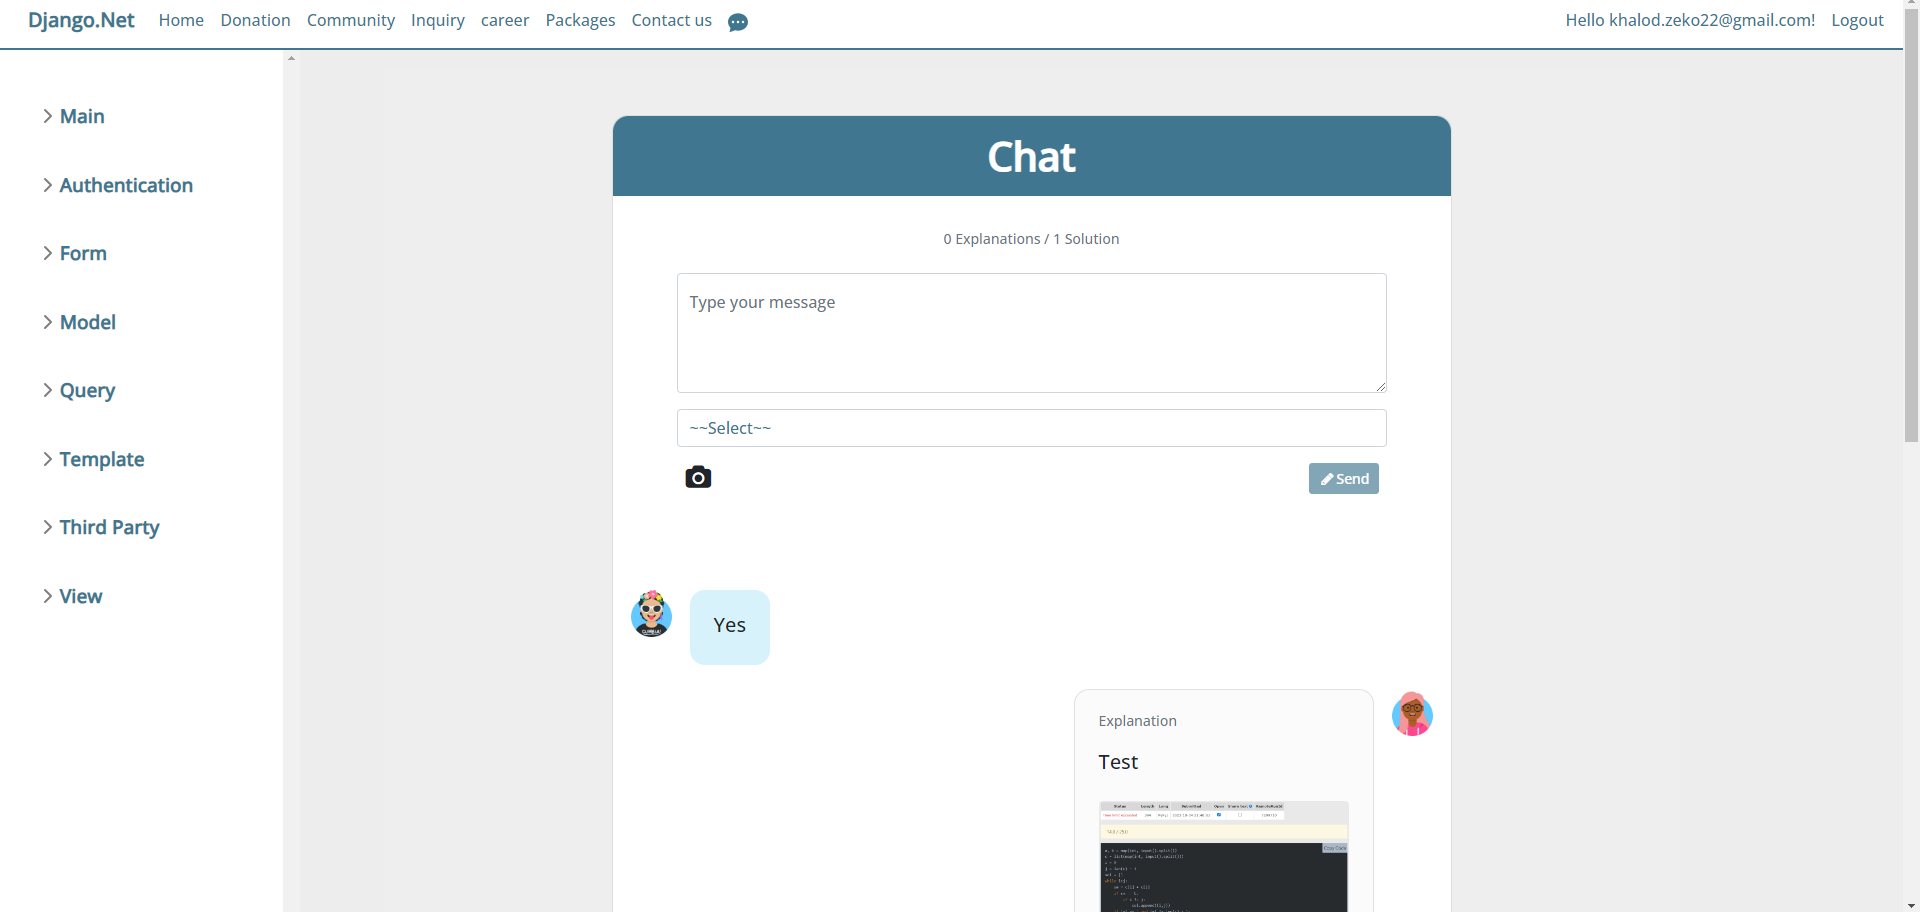 Django.Net Home Donation Community Inquiry career Packages Contact us
Hello khalod.zeko22@gmail.com! Logout
Main
Authentication
Form
Model
Query
Template
Third Party
View
Chat
0 Explanations / 1 Solution
Type your message
~~Select~~
Send
Yes
Explanation
Test
Copy Code